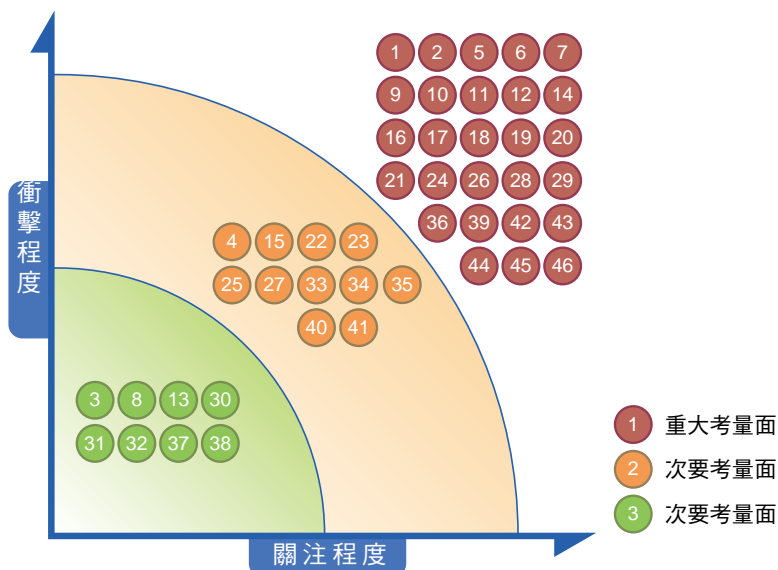 1 2 5 6 7
9 10 11 12 14
16 17 18 19 20
21 24 26 28 29
36 39 42 43
44 45 46
衝擊程度
4 15 22 23
25 27 33 34 35
40 41
3 8 13 30
31 32 37 38
1 重大考量面
2 次要考量面
3 次要考量面
關注程度